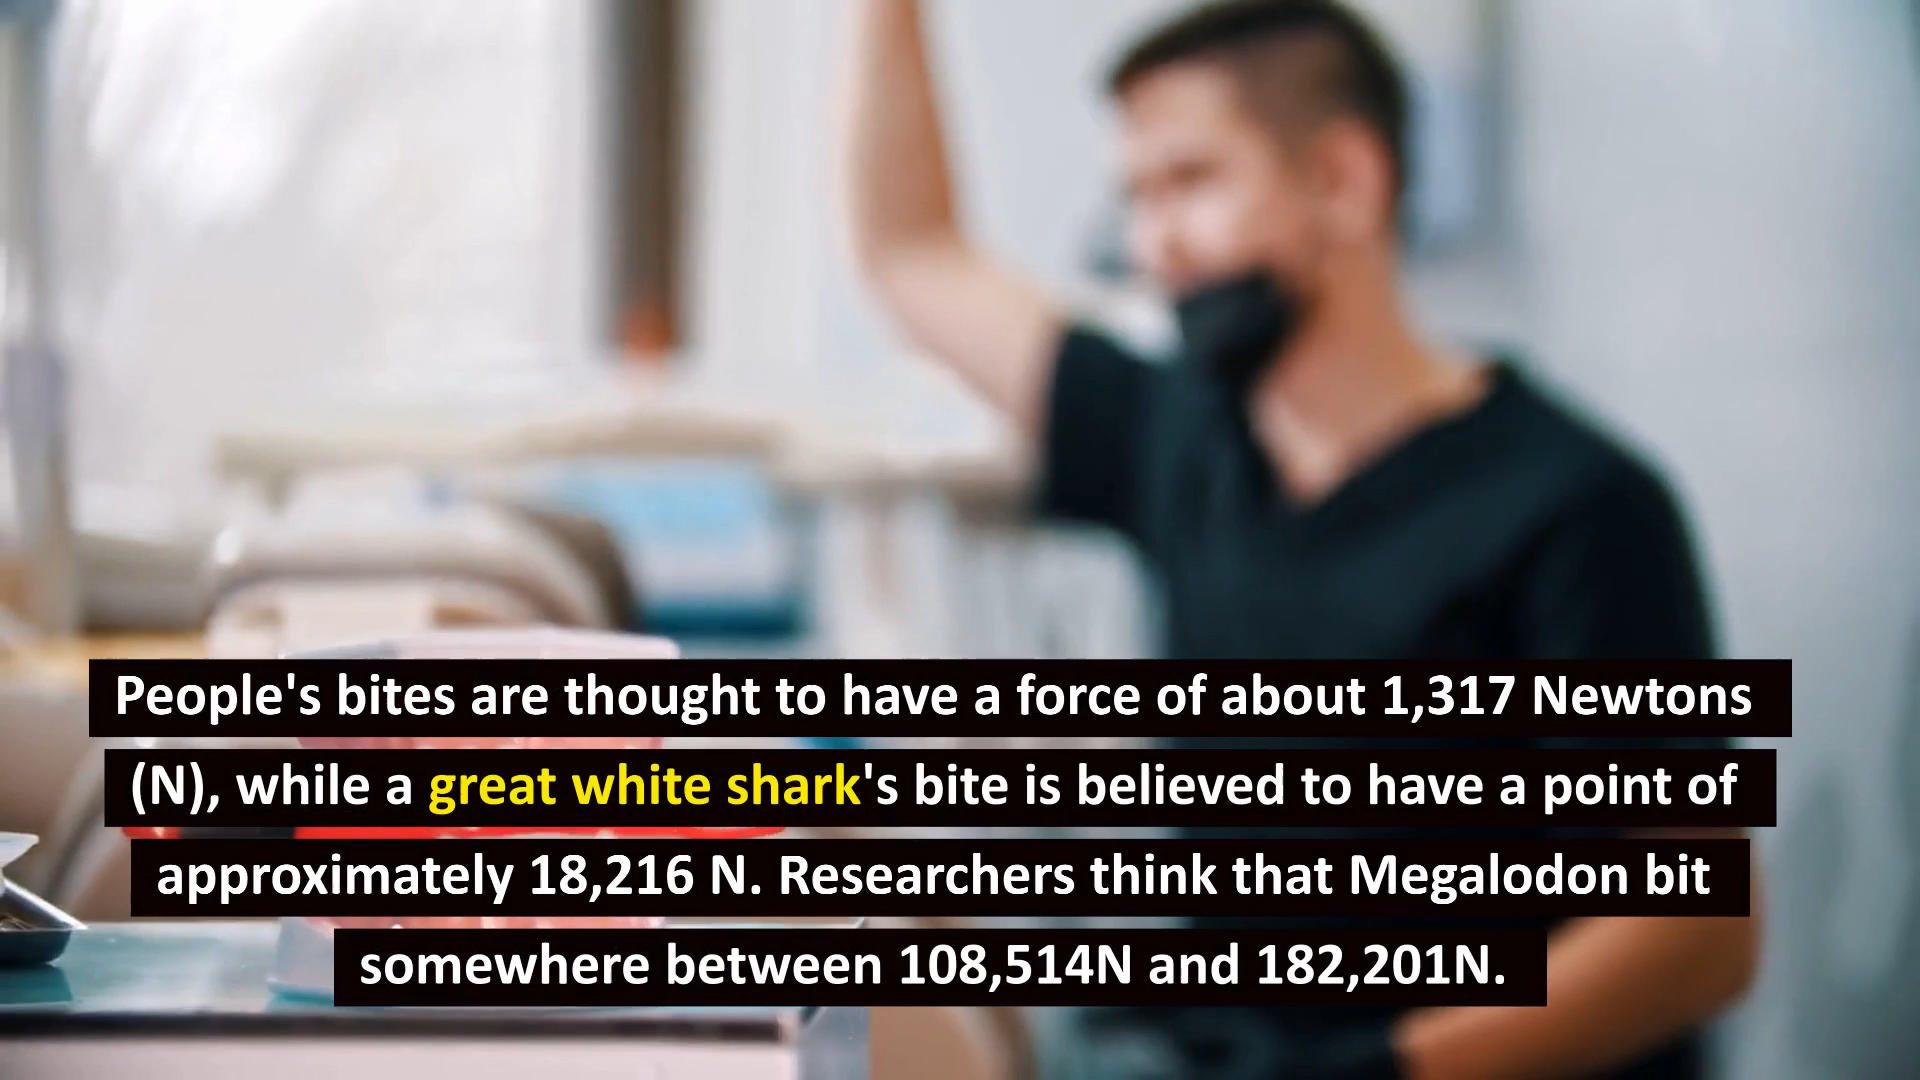 People's bites are thought to have a force of about 1,317 Newtons
(N), while a great white shark's bite is believed to have a point of
approximately 18,216 N. Researchers think that Megalodon bit
somewhere between 108,514N and 182,201N.